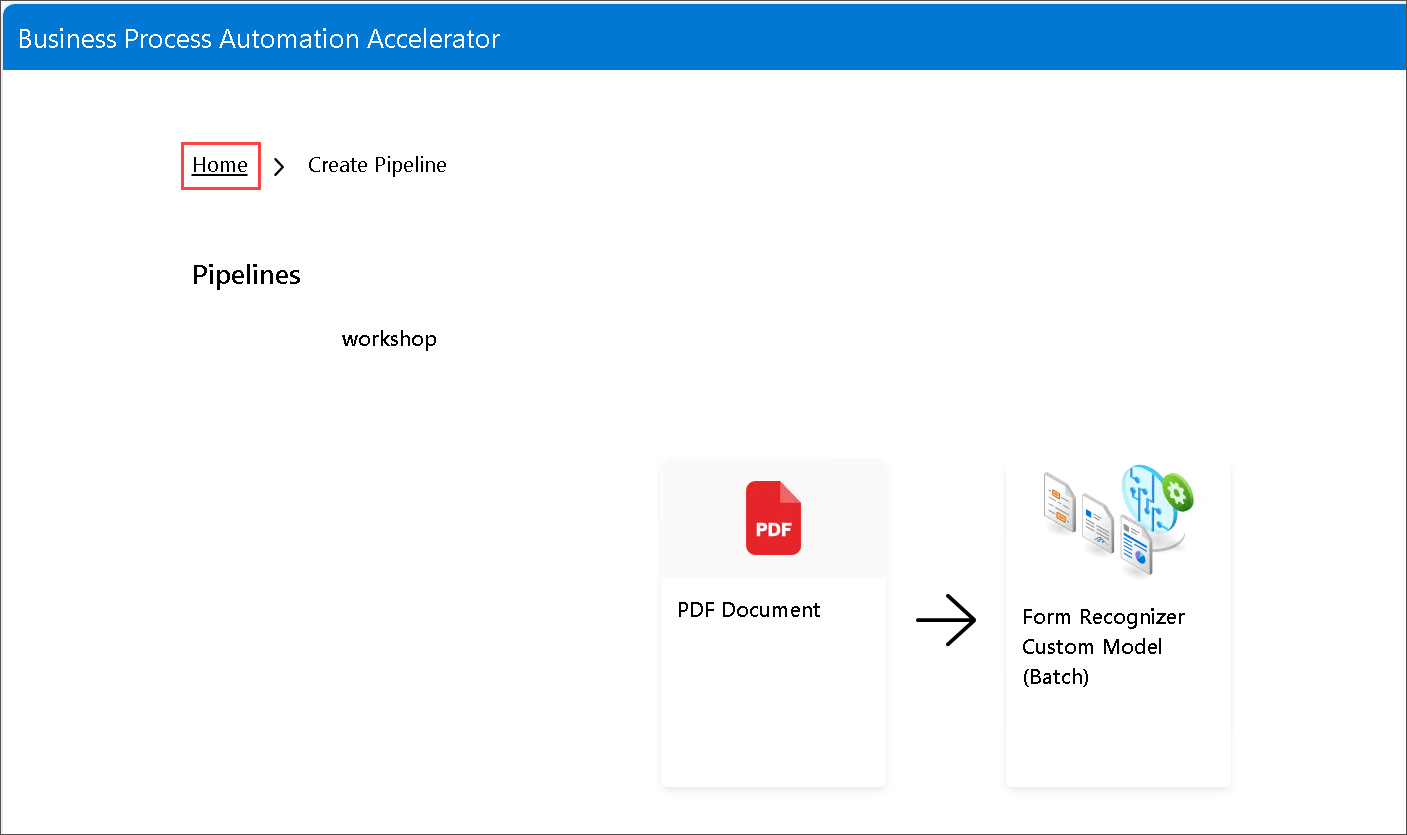 Business Process Automation Accelerator
Home > Create Pipeline
Pipelines
workshop
PDF
PDF Document
Form Recognizer
Custom Model
(Batch)